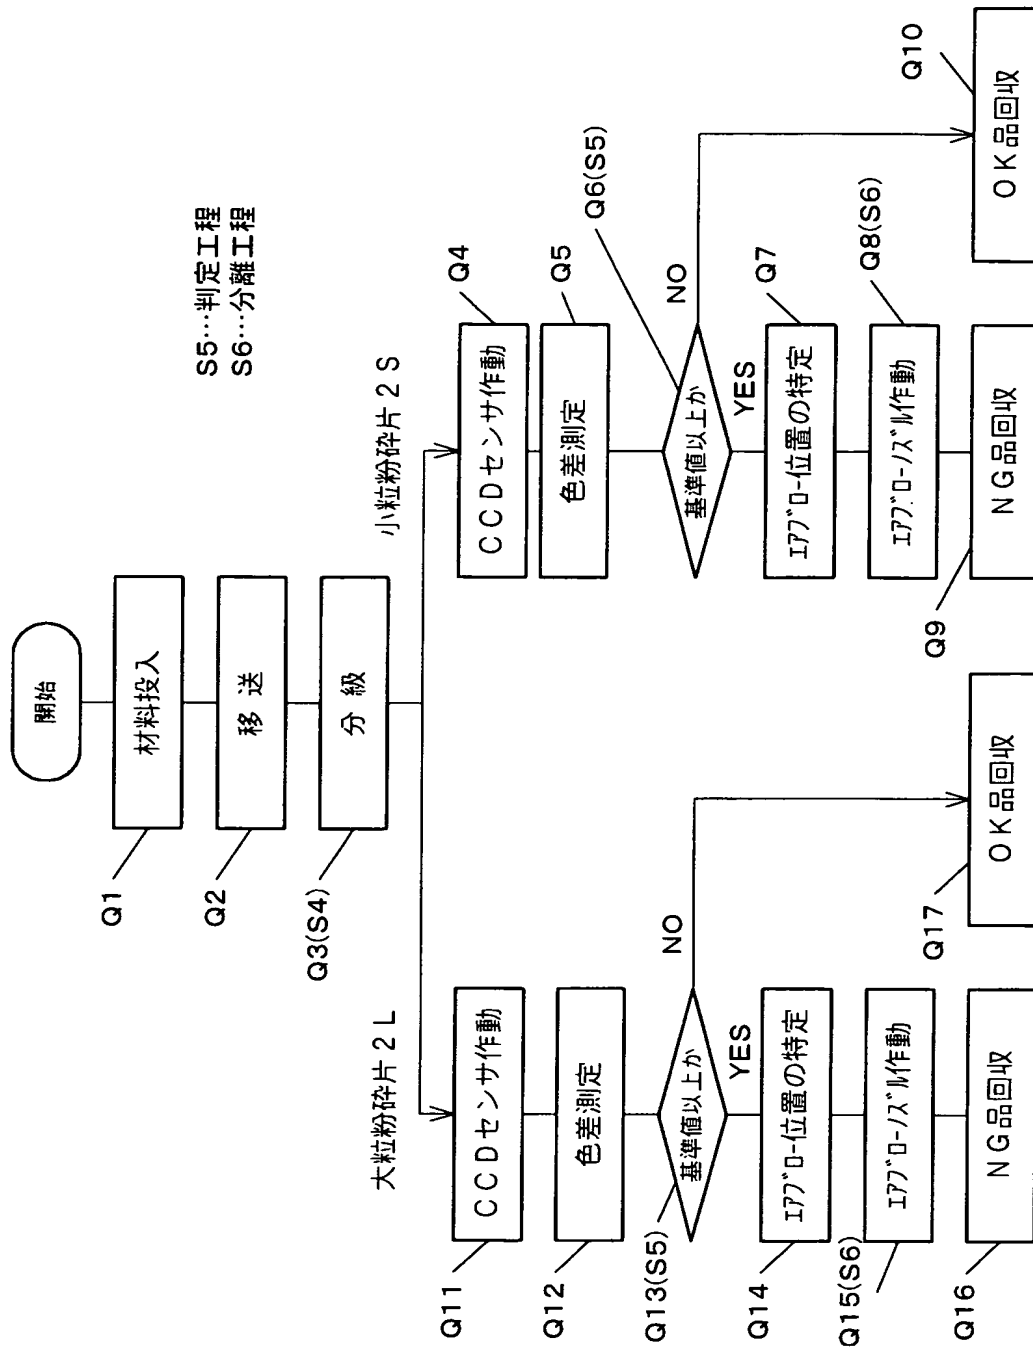 開始
材料投入
Q1
移送
Q2
分級
Q3(S4)
S5…判定工程
S6…分離工程
大粒粉砕片2L
CCDセンサ作動
Q11
色差測定
Q12
基準値以上か
Q13(S5)
NO
YES
ｴｱﾌﾞﾛｰ位置の特定
Q14
ｴｱﾌﾞﾛｰﾉｽﾞﾙ作動
Q15(S6)
NG品回収
Q16
OK品回収
Q17
小粒粉砕片2S
CCDセンサ作動
Q4
色差測定
Q5
基準値以上か
Q6(S5)
NO
YES
ｴｱﾌﾞﾛｰ位置の特定
Q7
ｴｱﾌﾞﾛｰﾉｽﾞﾙ作動
Q8(S6)
NG品回収
Q9
OK品回収
Q10